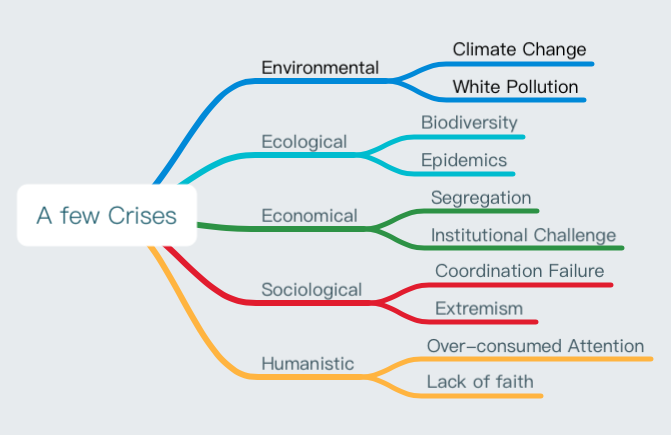 Climate Change
Environmental
White Pollution
Biodiversity
Ecological
Epidemics
Segregation
A few Crises
Economical
Institutional Challenge
Coordination Failure
Sociological
Extremism
Over-consumed Attention
Humanistic
Lack of faith